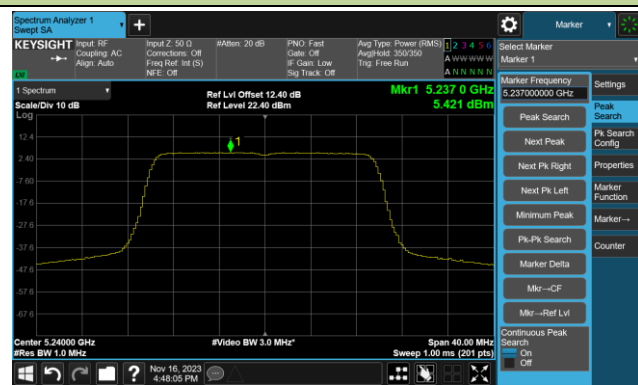 Spectrum Analyzer 1
Swept SA
Marker
KEYSIGHT
Input: RF
Coupling: AC
Align: Auto
Input Z: 50 Ω
Corrections: Off
Freq Ref: Int (S)
NFE: Off
#Atten: 20 dB
PNO: Fast
Gate: Off
IF Gain: Low
Sig Track: Off
Avg Type: Power (RMS)
Avg|Hold: 350/350
Trig: Free Run
1 2 3 4 5 6
A W W W W W
A N N N N N
LXI
Select Marker
Marker 1
1 Spectrum
Scale/Div 10 dB
Log
Ref Lvl Offset 12.40 dB
Ref Level 22.40 dBm
Mkr1 5.237 0 GHz
5.421 dBm
1
12.4
2.40
-7.60
-17.6
-27.6
-37.6
-47.6
-57.6
-67.6
Center 5.24000 GHz
#Res BW 1.0 MHz
#Video BW 3.0 MHz*
Span 40.00 MHz
Sweep 1.00 ms (201 pts)
Marker Frequency
5.237000000 GHz
Peak Search
Next Peak
Next Pk Right
Next Pk Left
Minimum Peak
Pk-Pk Search
Marker Delta
Mkr→CF
Mkr→Ref Lvl
Continuous Peak
Search
On
Off
Settings
Peak
Search
Pk Search
Config
Properties
Marker
Function
Marker→
Counter
?
Nov 16, 2023
4:48:05 PM